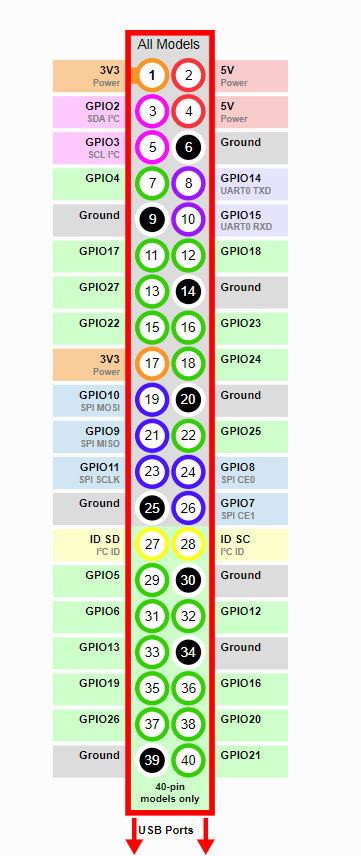 All Models
3V3 1 2 5V
Power Power
GPIO2 3 4 5V
SDA I²C Power
GPIO3 5 6 Ground
SCL I²C
GPIO4 7 8 GPIO14
UART0 TXD
Ground 9 10 GPIO15
UART0 RXD
GPIO17 11 12 GPIO18
GPIO27 13 14 Ground
GPIO22 15 16 GPIO23
3V3 17 18 GPIO24
Power
GPIO10 19 20 Ground
SPI MOSI
GPIO9 21 22 GPIO25
SPI MISO
GPIO11 23 24 GPIO8
SPI SCLK SPI CE0
Ground 25 26 GPIO7
SPI CE1
ID SD 27 28 ID SC
I²C ID I²C ID
GPIO5 29 30 Ground
GPIO6 31 32 GPIO12
GPIO13 33 34 Ground
GPIO19 35 36 GPIO16
GPIO26 37 38 GPIO20
Ground 39 40 GPIO21
40-pin
models only
USB Ports